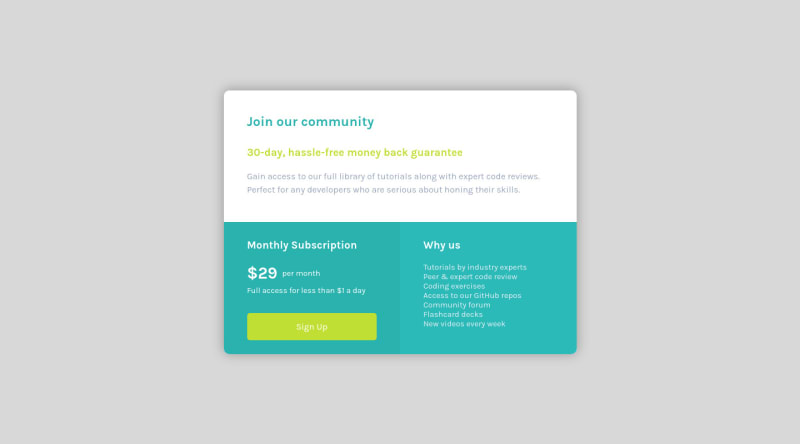 Join our community
30-day, hassle-free money back guarantee
Gain access to our full library of tutorials along with expert code reviews.
Perfect for any developers who are serious about honing their skills.
Monthly Subscription
$29 per month
Full access for less than $1 a day
Sign Up
Why us
Tutorials by industry experts
Peer & expert code review
Coding exercises
Access to our GitHub repos
Community forum
Flashcard decks
New videos every week